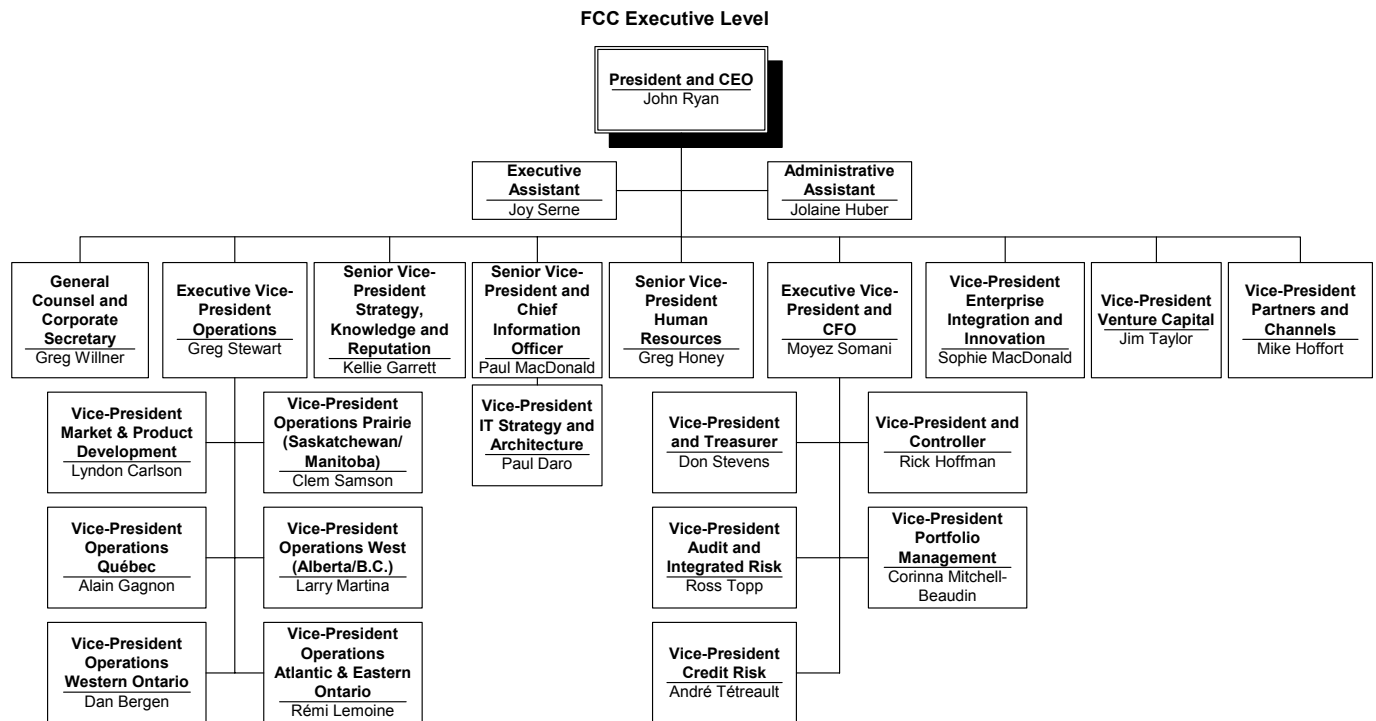 FCC Executive Level
President and CEO
John Ryan
Executive
Assistant
Joy Serne
Administrative
Assistant
Jolaine Huber
General
Counsel and
Corporate
Secretary
Greg Willner
Executive Vice-
President
Operations
Greg Stewart
Senior Vice-
President
Strategy,
Knowledge and
Reputation
Kellie Garrett
Senior Vice-
President and
Chief
Information
Officer
Paul MacDonald
Senior Vice-
President
Human
Resources
Greg Honey
Executive Vice-
President and
CFO
Moyez Somani
Vice-President
Enterprise
Integration and
Innovation
Sophie MacDonald
Vice-President
Venture Capital
Jim Taylor
Vice-President
Partners and
Channels
Mike Hoffort
Vice-President
Market & Product
Development
Lyndon Carlson
Vice-President
Operations Prairie
(Saskatchewan/
Manitoba)
Clem Samson
Vice-President
IT Strategy and
Architecture
Paul Daro
Vice-President
and Treasurer
Don Stevens
Vice-President and
Controller
Rick Hoffman
Vice-President
Operations
Québec
Alain Gagnon
Vice-President
Operations West
(Alberta/B.C.)
Larry Martina
Vice-President
Audit and
Integrated Risk
Ross Topp
Vice-President
Portfolio
Management
Corinna Mitchell-
Beaudin
Vice-President
Operations
Western Ontario
Dan Bergen
Vice-President
Operations
Atlantic & Eastern
Ontario
Rémi Lemoine
Vice-President
Credit Risk
André Tétreault